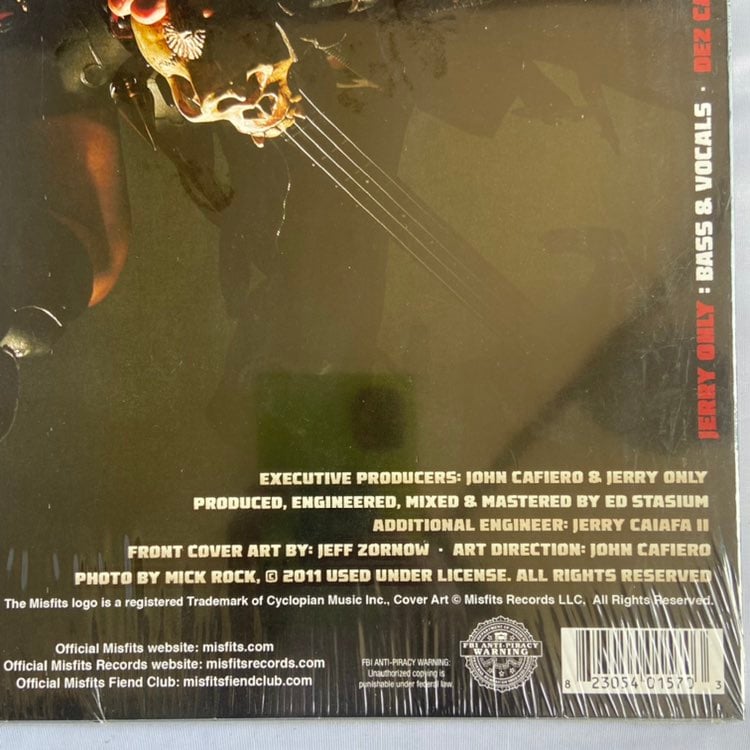 JERRY ONLY : BASS & VOCALS · DEZ CA
EXECUTIVE PRODUCERS: JOHN CAFIERO & JERRY ONLY
PRODUCED, ENGINEERED, MIXED & MASTERED BY ED STASIUM
ADDITIONAL ENGINEER: JERRY CAIAFA II
FRONT COVER ART BY: JEFF ZORNOW · ART DIRECTION: JOHN CAFIERO
PHOTO BY MICK ROCK, © 2011 USED UNDER LICENSE. ALL RIGHTS RESERVED
The Misfits logo is a registered Trademark of Cyclopian Music Inc., Cover Art © Misfits Records LLC, All Rights Reserved.
Official Misfits website: misfits.com
Official Misfits Records website: misfitsrecords.com
Official Misfits Fiend Club: misfitsfiendclub.com
FBI ANTI-PIRACY WARNING:
Unauthorized copying is
punishable under federal law.
FBI ANTI-PIRACY
WARNING
8 23054 01570 3